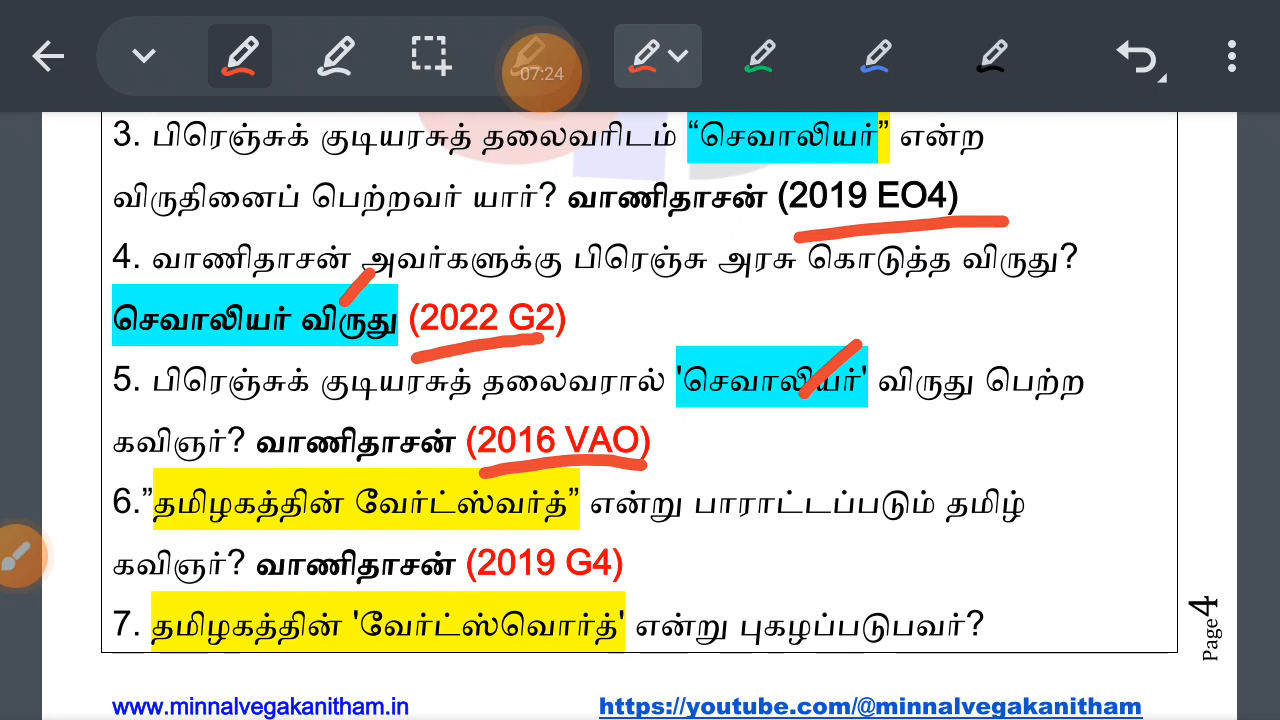 07:24
3. பிரெஞ்சுக் குடியரசுத் தலைவரிடம் “செவாலியர்” என்ற
விருதினைப் பெற்றவர் யார்? வாணிதாசன் (2019 EO4)
4. வாணிதாசன் அவர்களுக்கு பிரெஞ்சு அரசு கொடுத்த விருது?
செவாலியர் விருது (2022 G2)
5. பிரெஞ்சுக் குடியரசுத் தலைவரால் 'செவாலியர்' விருது பெற்ற
கவிஞர்? வாணிதாசன் (2016 VAO)
6.”தமிழகத்தின் வேர்ட்ஸ்வர்த்” என்று பாராட்டப்படும் தமிழ்
கவிஞர்? வாணிதாசன் (2019 G4)
7. தமிழகத்தின் 'வேர்ட்ஸ்வொர்த்' என்று புகழப்படுபவர்?
Page4
www.minnalvegakanitham.in https://youtube.com/@minnalvegakanitham